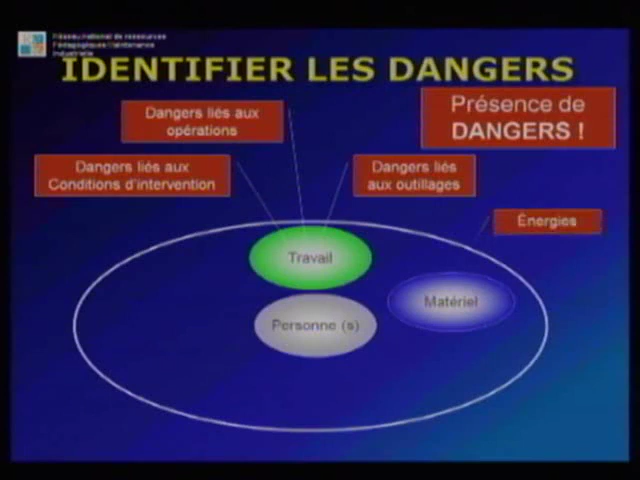 Réseau national de ressources
Pédagogiques Maintenance
Industrielle
IDENTIFIER LES DANGERS
Dangers liés aux
opérations
Présence de
DANGERS !
Dangers liés aux
Conditions d'intervention
Dangers liés
aux outillages
Énergies
Travail
Matériel
Personne (s)